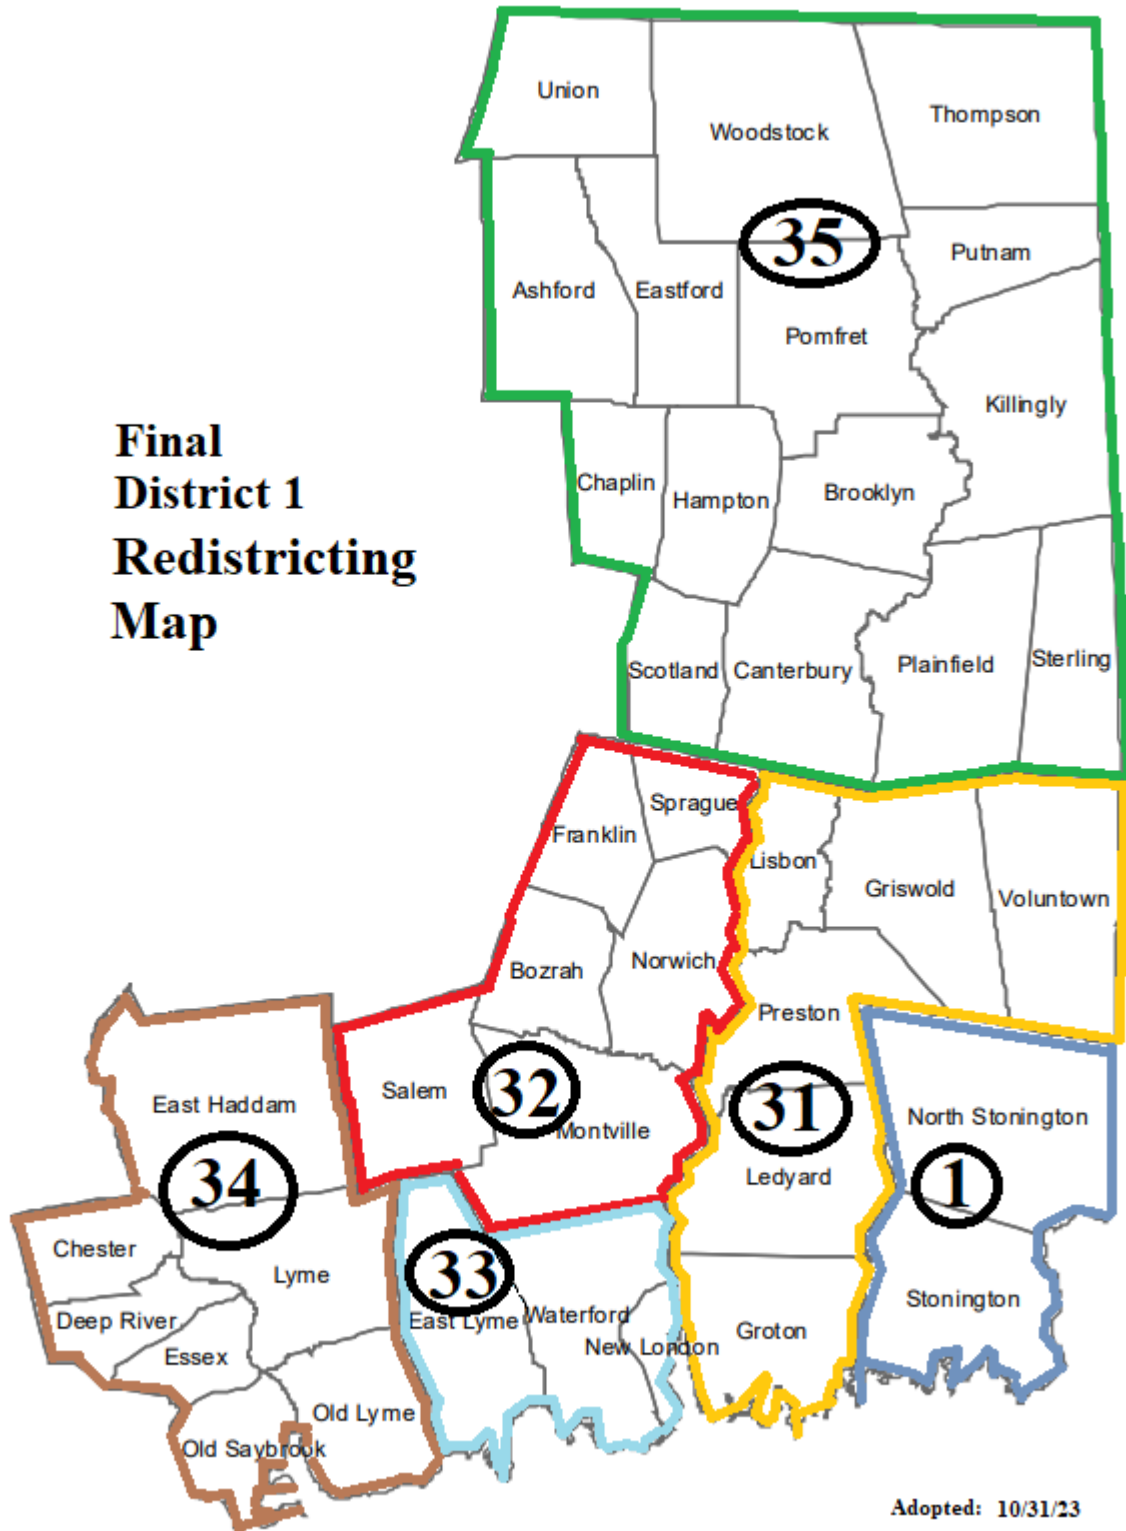 Union
Woodstock
Thompson
35
Putnam
Ashford
Eastford
Pomfret
Killingly
Final
District 1
Redistricting
Map
Chaplin
Hampton
Brooklyn
Scotland
Canterbury
Plainfield
Sterling
Sprague
Franklin
Lisbon
Griswold
Voluntown
Bozrah
Norwich
Preston
Salem
32
Montville
31
East Haddam
North Stonington
34
Ledyard
1
Chester
Lyme
33
Deep River
East Lyme
Waterford
Stonington
Essex
New London
Groton
Old Lyme
Old Saybrook
Adopted: 10/31/23